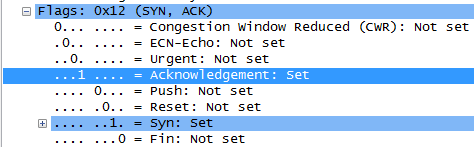 Flags: 0x12 (SYN, ACK)
0... .... = Congestion Window Reduced (CWR): Not set
.0.. .... = ECN-Echo: Not set
..0. .... = Urgent: Not set
...1 .... = Acknowledgement: Set
.... 0... = Push: Not set
.... .0.. = Reset: Not set
.... ..1. = Syn: Set
.... ...0 = Fin: Not set